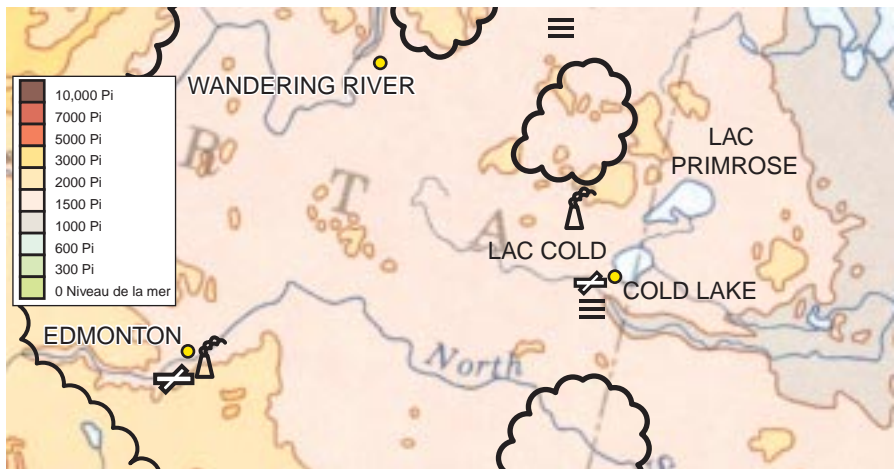 WANDERING RIVER
10,000 Pi
7000 Pi
5000 Pi
3000 Pi
2000 Pi
1500 Pi
1000 Pi
600 Pi
300 Pi
0 Niveau de la mer
R
T
A
LAC
PRIMROSE
LAC COLD
COLD LAKE
EDMONTON
North